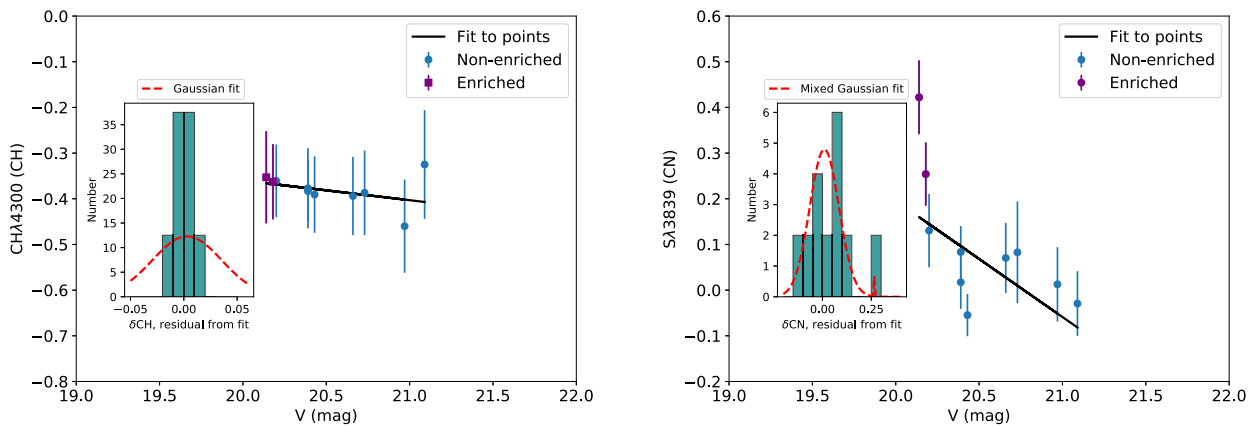 0.0
−0.1
−0.2
−0.3
−0.4
−0.5
−0.6
−0.7
−0.8
CHλ4300 (CH)
19.0 19.5 20.0 20.5 21.0 21.5 22.0
V (mag)
Fit to points
Non-enriched
Enriched
Gaussian fit
35
30
25
20
15
10
5
0
Number
−0.05 0.00 0.05
δCH, residual from fit
0.6
0.5
0.4
0.3
0.2
0.1
0.0
−0.1
−0.2
Sλ3839 (CN)
19.0 19.5 20.0 20.5 21.0 21.5 22.0
V (mag)
Fit to points
Non-enriched
Enriched
Mixed Gaussian fit
6
5
4
3
2
1
0
Number
0.00 0.25
δCN, residual from fit